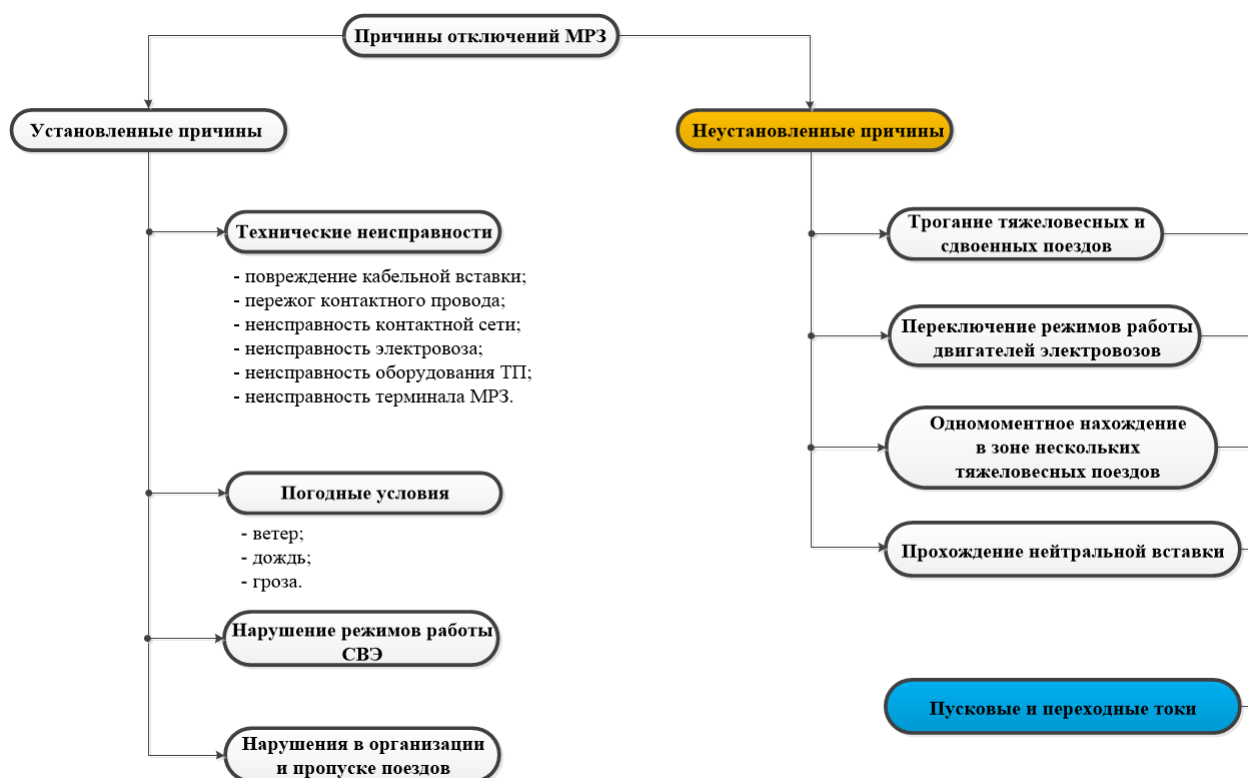 Причины отключений МРЗ
Установленные причины
Технические неисправности
- повреждение кабельной вставки;
- пережог контактного провода;
- неисправность контактной сети;
- неисправность электровоза;
- неисправность оборудования ТП;
- неисправность терминала МРЗ.
Погодные условия
- ветер;
- дождь;
- гроза.
Нарушение режимов работы
СВЭ
Нарушения в организации
и пропуске поездов
Неустановленные причины
Трогание тяжеловесных и
сдвоенных поездов
Переключение режимов работы
двигателей электровозов
Одномоментное нахождение
в зоне нескольких
тяжеловесных поездов
Прохождение нейтральной вставки
Пусковые и переходные токи